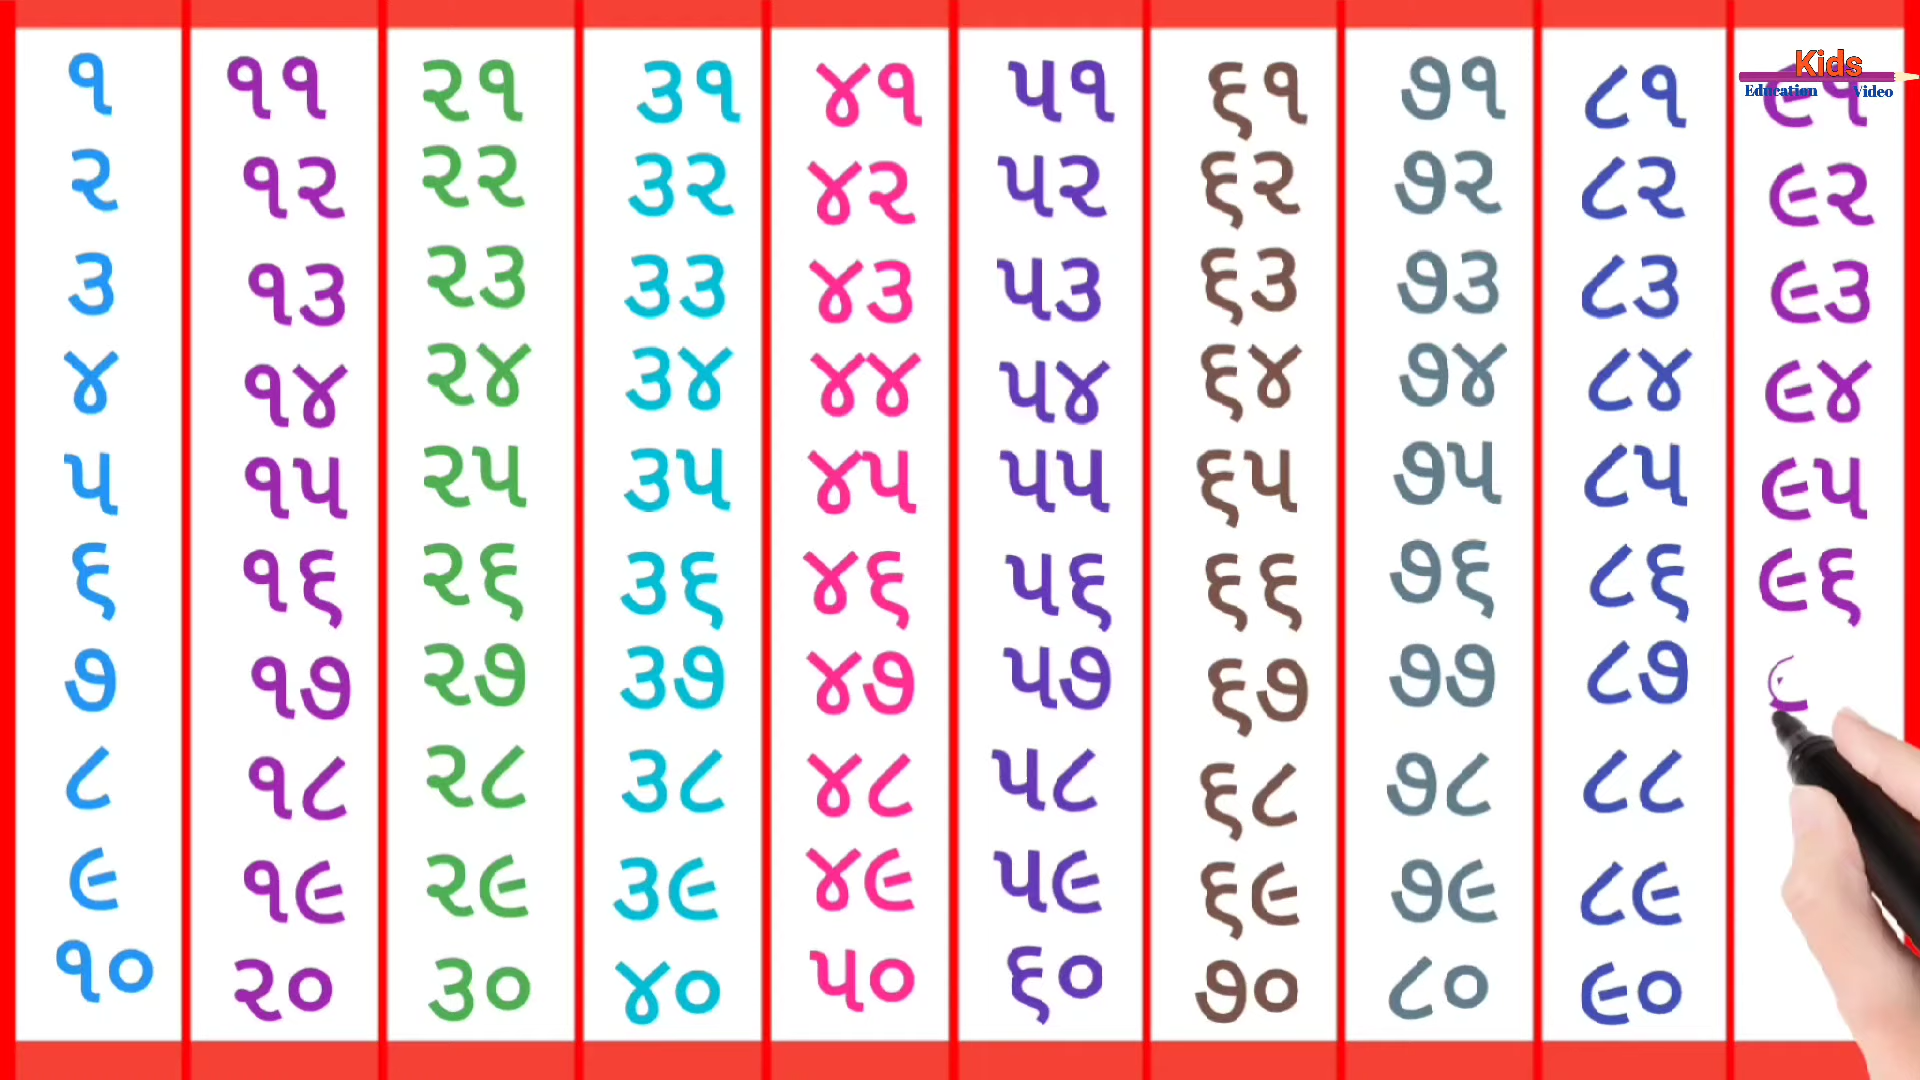 ૧ ૧૧ ૨૧ ૩૧ ૪૧ ૫૧ ૬૧ ૭૧ ૮૧ ૯૧
Kids
Education Video
૨ ૧૨ ૨૨ ૩૨ ૪૨ ૫૨ ૬૨ ૭૨ ૮૨ ૯૨
૩ ૧૩ ૨૩ ૩૩ ૪૩ ૫૩ ૬૩ ૭૩ ૮૩ ૯૩
૪ ૧૪ ૨૪ ૩૪ ૪૪ ૫૪ ૬૪ ૭૪ ૮૪ ૯૪
૫ ૧૫ ૨૫ ૩૫ ૪૫ ૫૫ ૬૫ ૭૫ ૮૫ ૯૫
૬ ૧૬ ૨૬ ૩૬ ૪૬ ૫૬ ૬૬ ૭૬ ૮૬ ૯૬
૭ ૧૭ ૨૭ ૩૭ ૪૭ ૫૭ ૬૭ ૭૭ ૮૭
૮ ૧૮ ૨૮ ૩૮ ૪૮ ૫૮ ૬૮ ૭૮ ૮૮
૯ ૧૯ ૨૯ ૩૯ ૪૯ ૫૯ ૬૯ ૭૯ ૮૯
૧૦ ૨૦ ૩૦ ૪૦ ૫૦ ૬૦ ૭૦ ૮૦ ૯૦